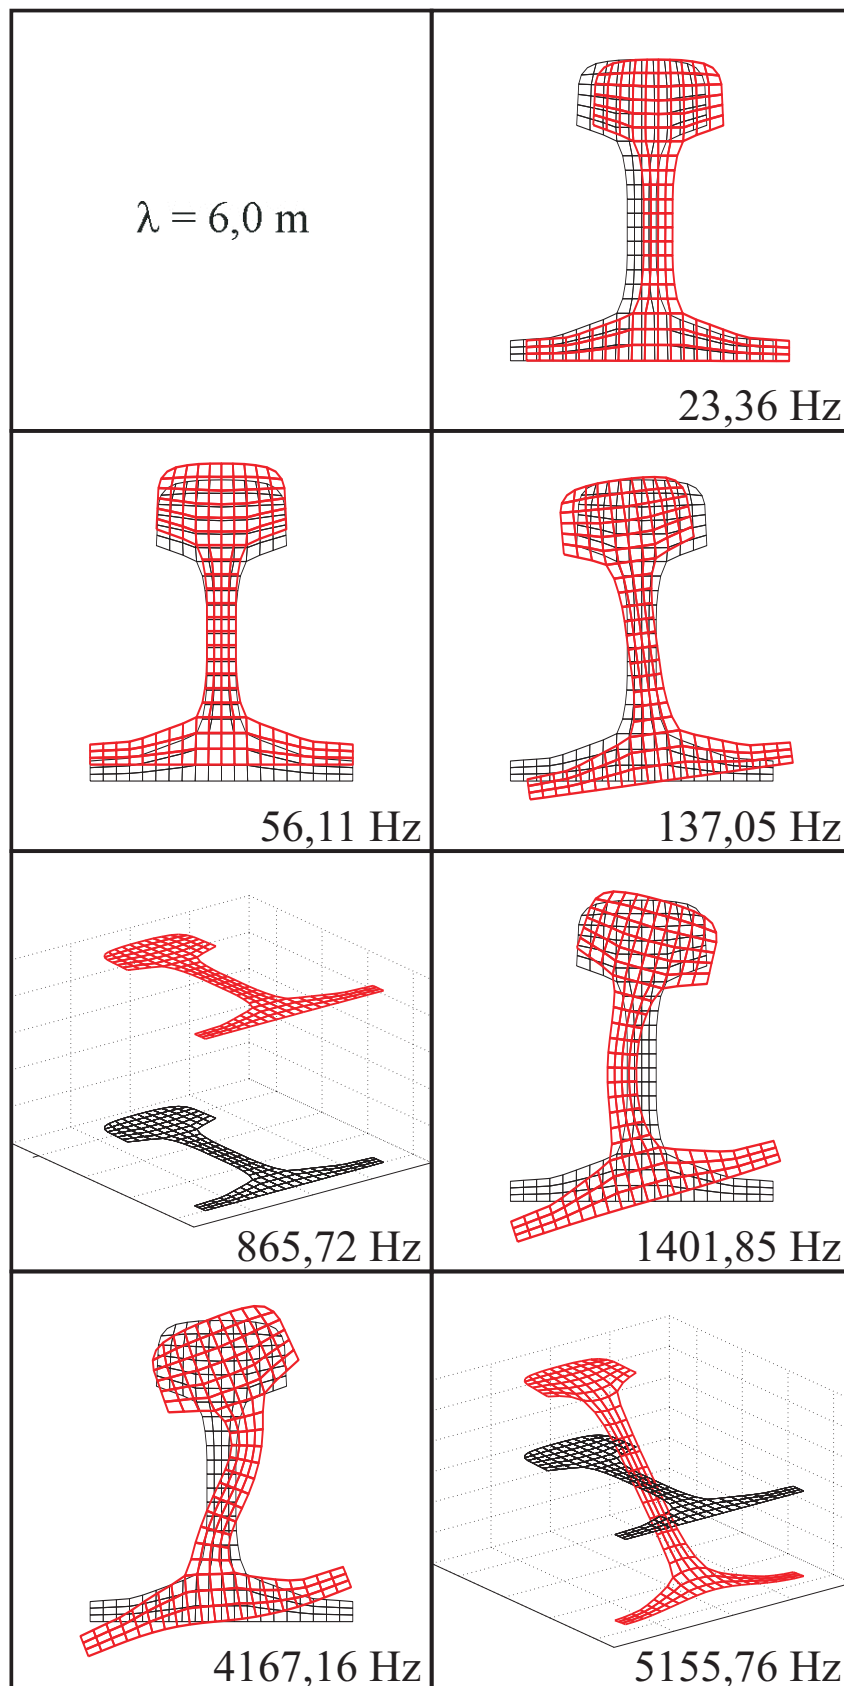 λ = 6,0 m
23,36 Hz
56,11 Hz
137,05 Hz
865,72 Hz
1401,85 Hz
4167,16 Hz
5155,76 Hz